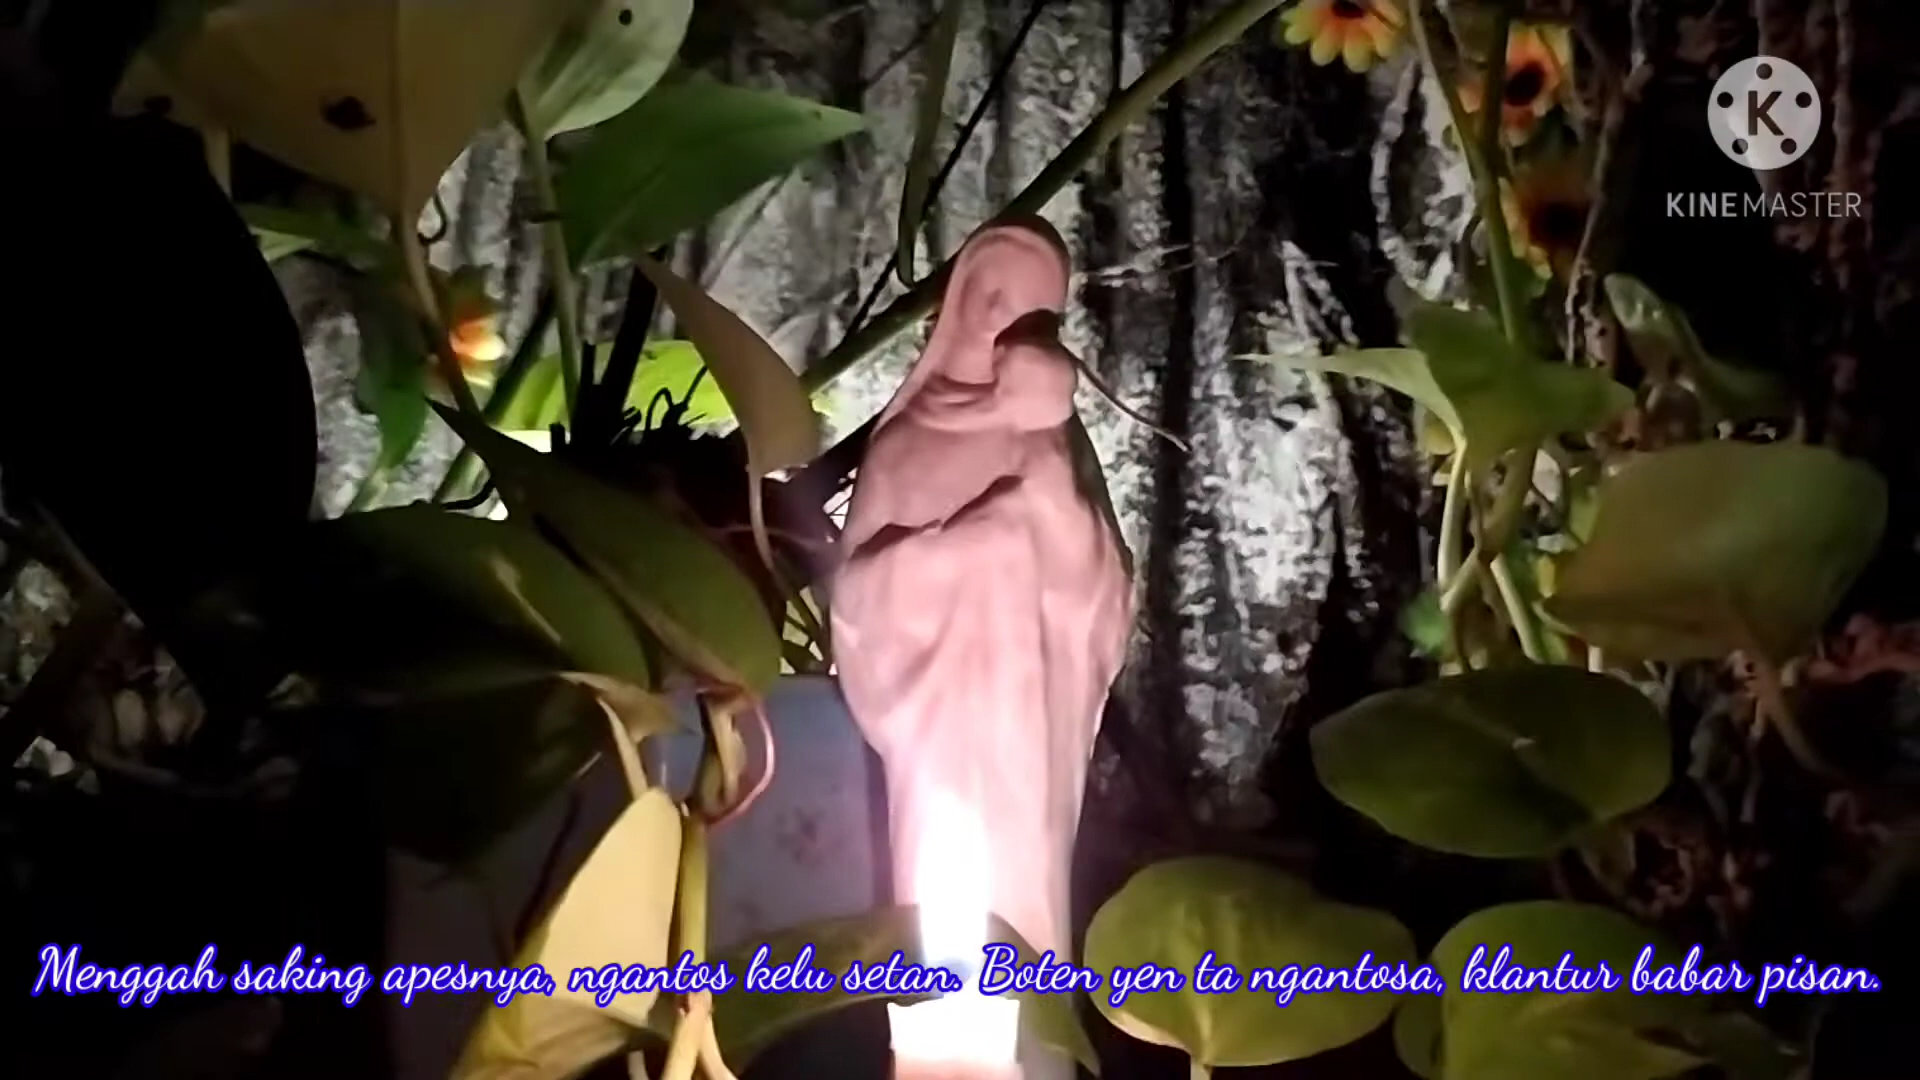 K
KINEMASTER
Menggah saking apesnya, ngantos kelu setan. Boten yen ta ngantosa, klantur babar pisan.